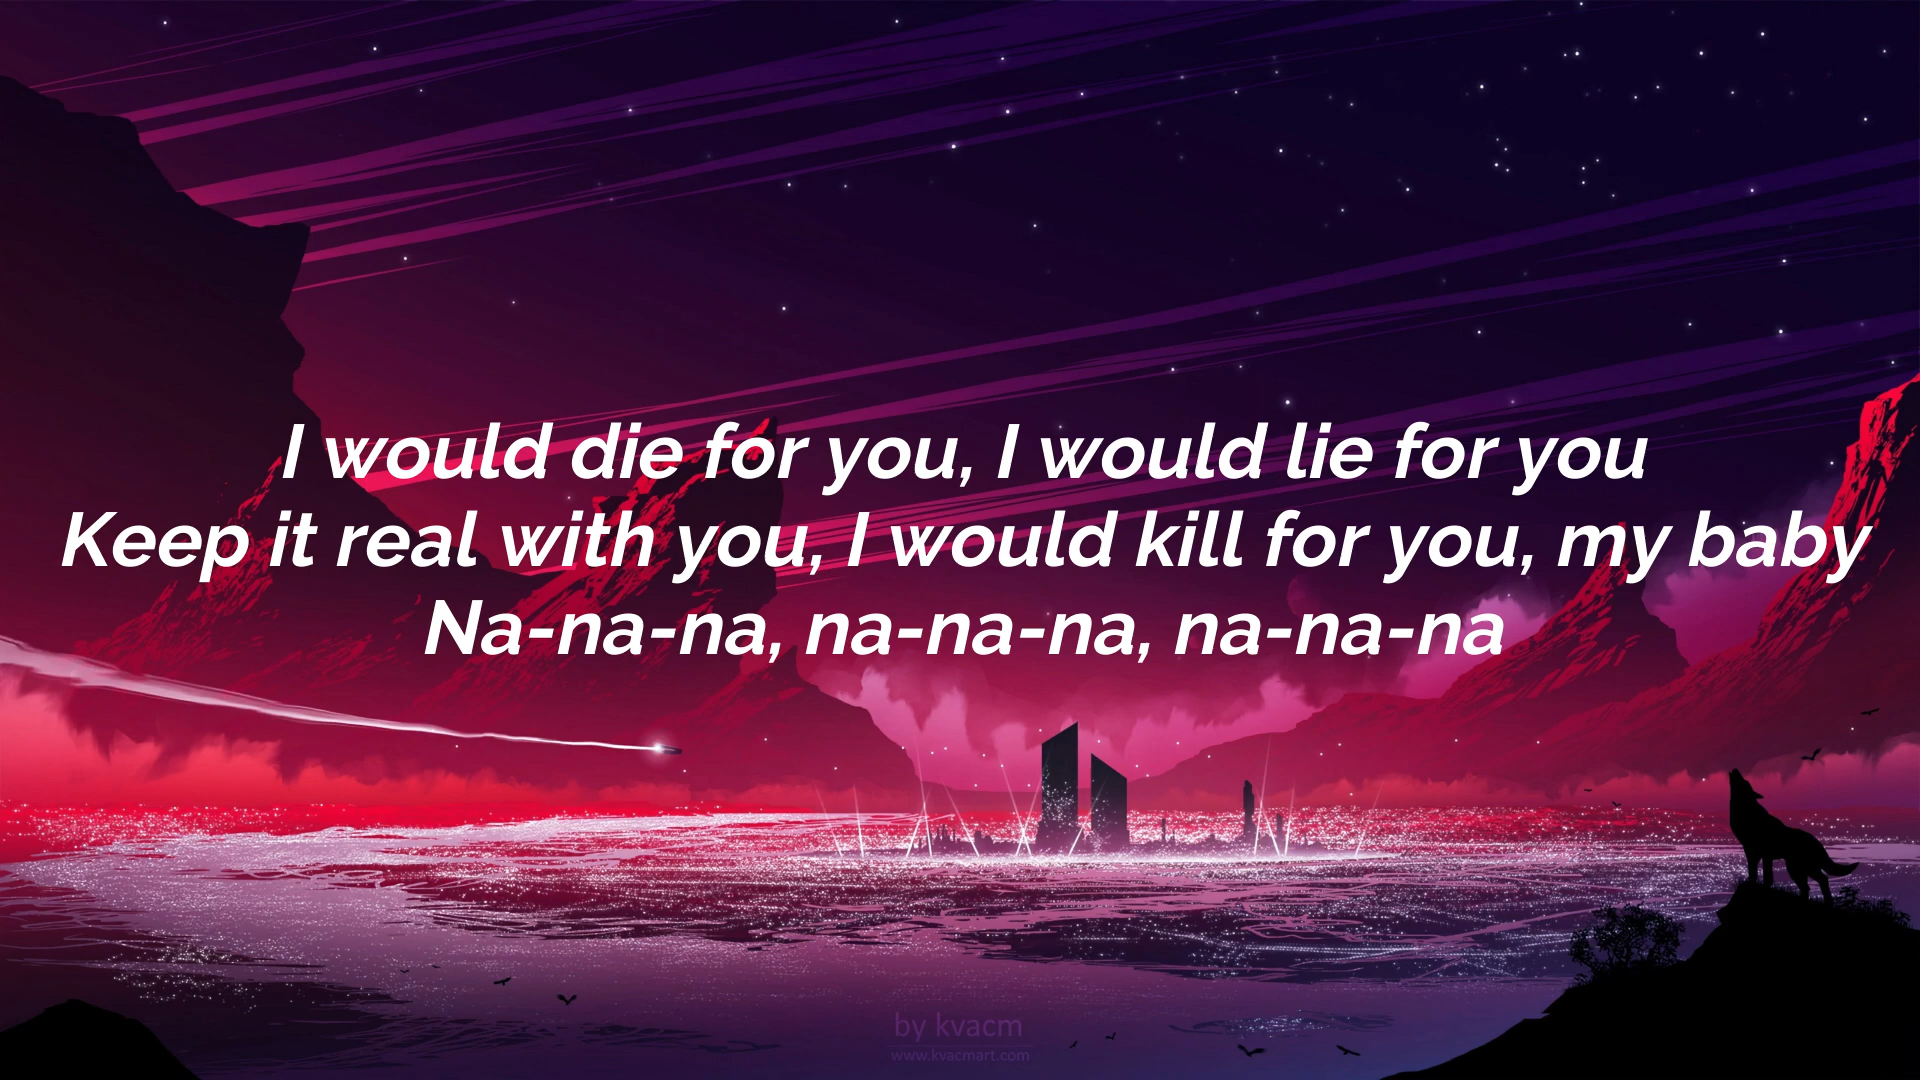 I would die for you, I would lie for you
Keep it real with you, I would kill for you, my baby
Na-na-na, na-na-na, na-na-na
by kvacm
www.kvacmart.com